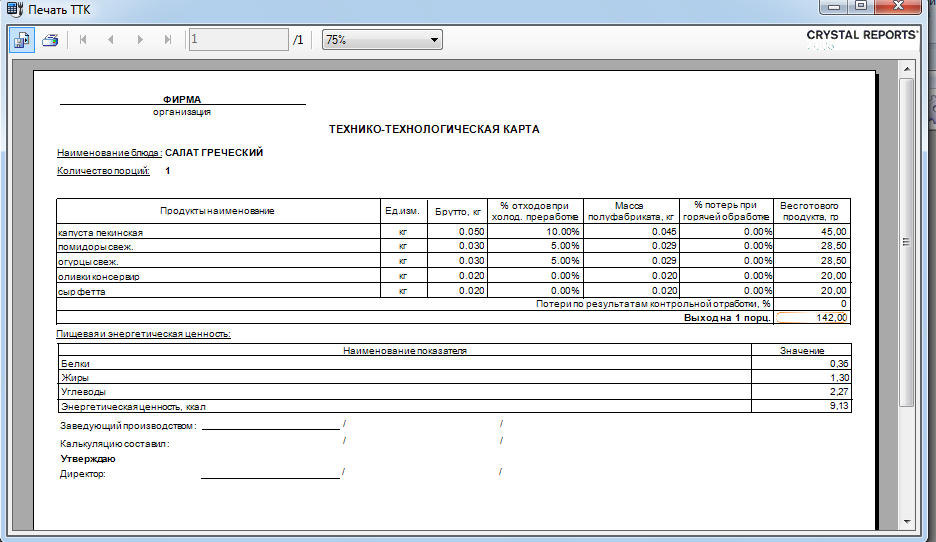 Печать ТТК
1 /1 75% CRYSTAL REPORTS®
ФИРМА
организация
ТЕХНИКО-ТЕХНОЛОГИЧЕСКАЯ КАРТА
Наименование блюда: САЛАТ ГРЕЧЕСКИЙ
Количество порций: 1
Продукты наименование Ед.изм. Брутто, кг % отходов при холод. преработке Масса полуфабриката, кг % потерь при горячей обработке Вес готового продукта, гр
капуста пекинская кг 0.050 10.00% 0.045 0.00% 45,00
помидоры свеж. кг 0.030 5.00% 0.029 0.00% 28,50
огурцы свеж. кг 0.030 5.00% 0.029 0.00% 28,50
оливки консервир кг 0.020 0.00% 0.020 0.00% 20,00
сыр фетта кг 0.020 0.00% 0.020 0.00% 20,00
Потери по результатам контрольной отработки, % 0
Выход на 1 порц. 142,00
Пищевая и энергетическая ценность:
Наименование показателя Значение
Белки 0,36
Жиры 1,30
Углеводы 2,27
Энергетическая ценность, ккал 9,13
Заведующий производством: / /
Калькуляцию составил: / /
Утверждаю
Директор: / /